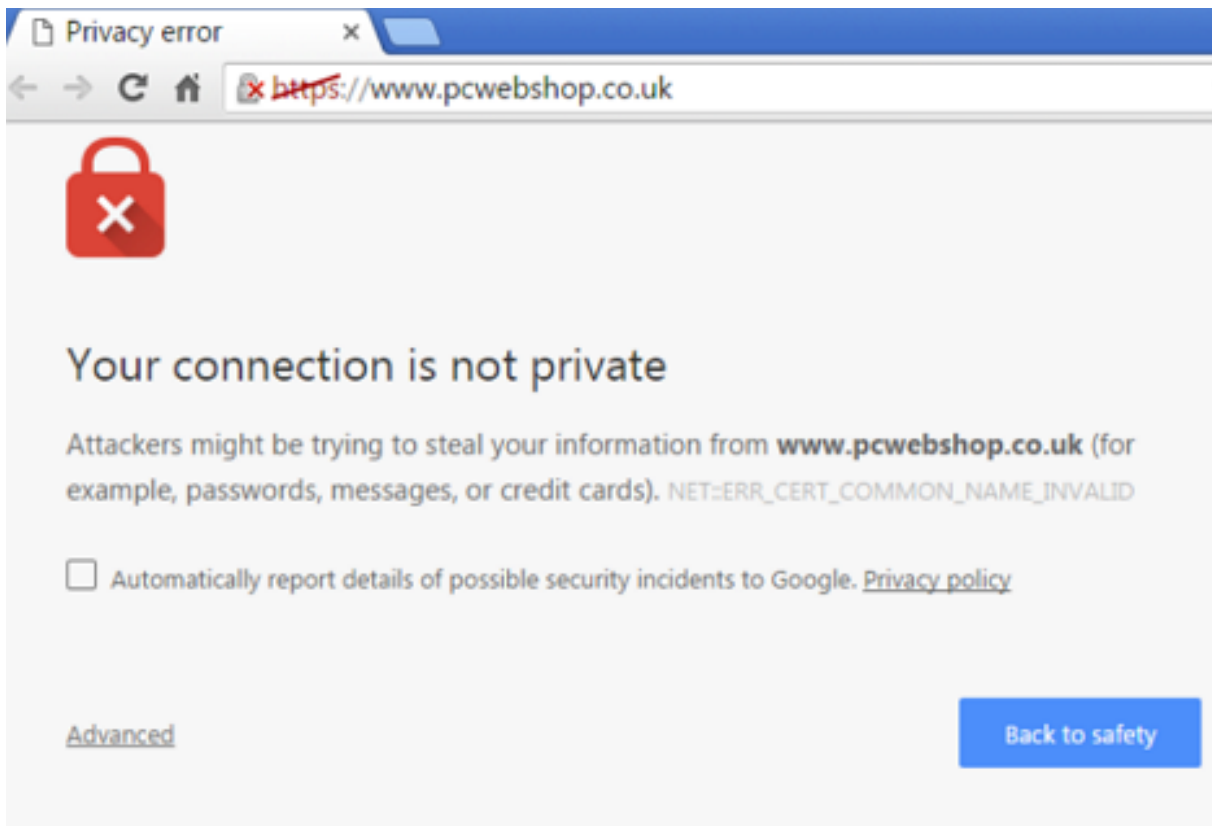 Privacy error
https://www.pcwebshop.co.uk
Your connection is not private
Attackers might be trying to steal your information from www.pcwebshop.co.uk (for
example, passwords, messages, or credit cards). NET::ERR_CERT_COMMON_NAME_INVALID
Automatically report details of possible security incidents to Google. Privacy policy
Advanced
Back to safety